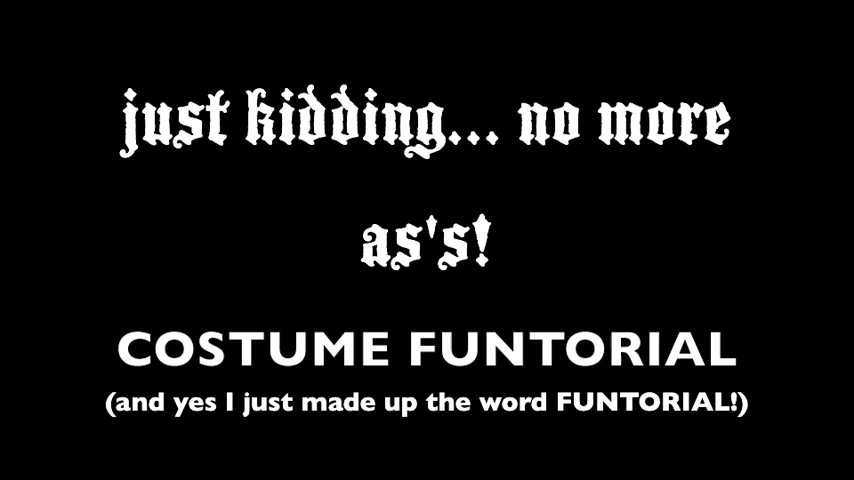 just kidding... no more
as's!
COSTUME FUNTORIAL
(and yes I just made up the word FUNTORIAL!)